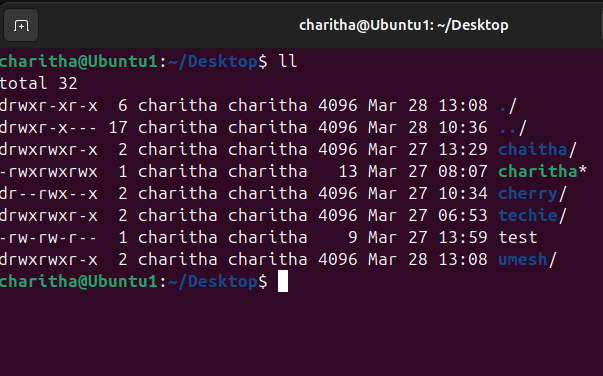 charitha@Ubuntu1: ~/Desktop
charitha@Ubuntu1:~/Desktop$ ll
total 32
drwxr-xr-x  6 charitha charitha 4096 Mar 28 13:08 ./
drwxr-x--- 17 charitha charitha 4096 Mar 28 10:36 ../
drwxrwxr-x  2 charitha charitha 4096 Mar 27 13:29 chaitha/
-rwxrwxrwx  1 charitha charitha   13 Mar 27 08:07 charitha*
dr--rwx--x  2 charitha charitha 4096 Mar 27 10:34 cherry/
drwxrwxr-x  2 charitha charitha 4096 Mar 27 06:53 techie/
-rw-rw-r--  1 charitha charitha    9 Mar 27 13:59 test
drwxrwxr-x  2 charitha charitha 4096 Mar 28 13:08 umesh/
charitha@Ubuntu1:~/Desktop$